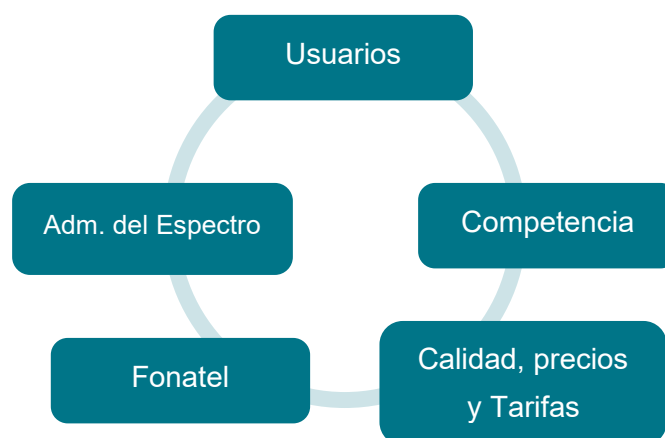 Usuarios
Adm. del Espectro
Competencia
Fonatel
Calidad, precios
y Tarifas